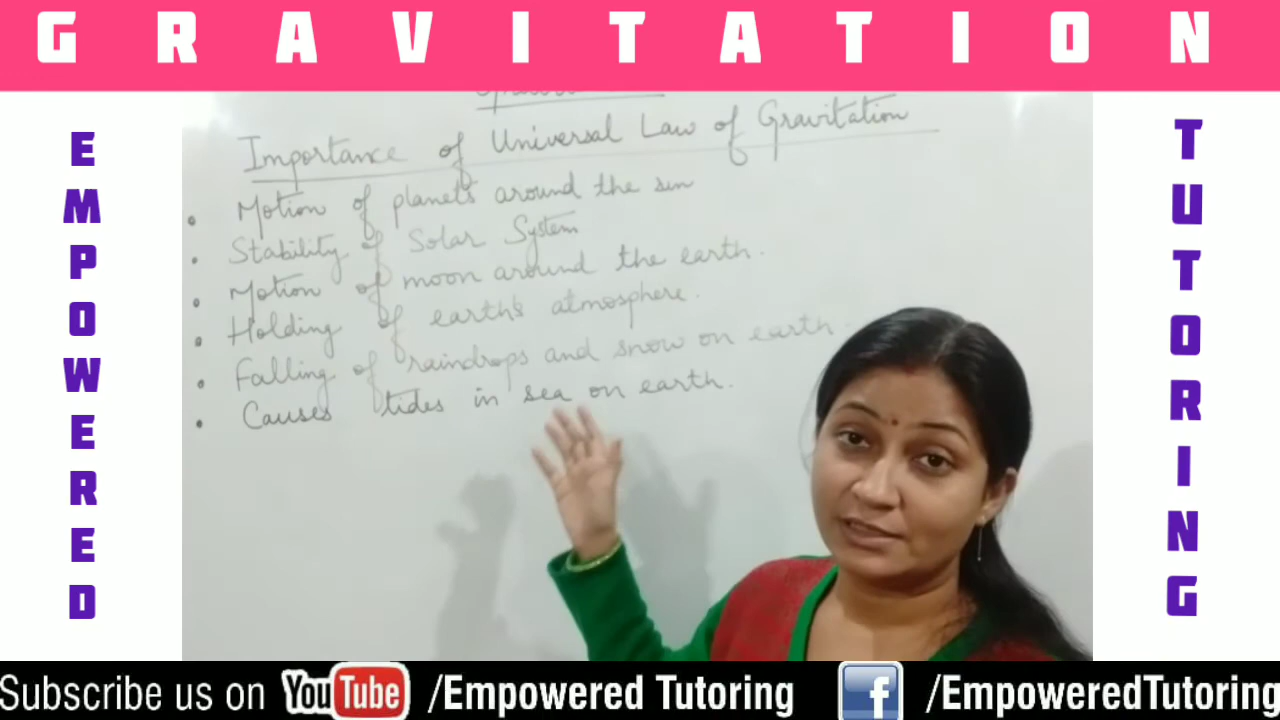 GRAVITATION
EMPOWERED
TUTORING
Importance of Universal Law of Gravitation
• Motion of planets around the sun
• Stability of Solar System
• Motion of moon around the earth.
• Holding of earth's atmosphere.
• Falling of raindrops and snow on earth.
• Causes tides in sea on earth.
Subscribe us on YouTube /Empowered Tutoring f /EmpoweredTutoring